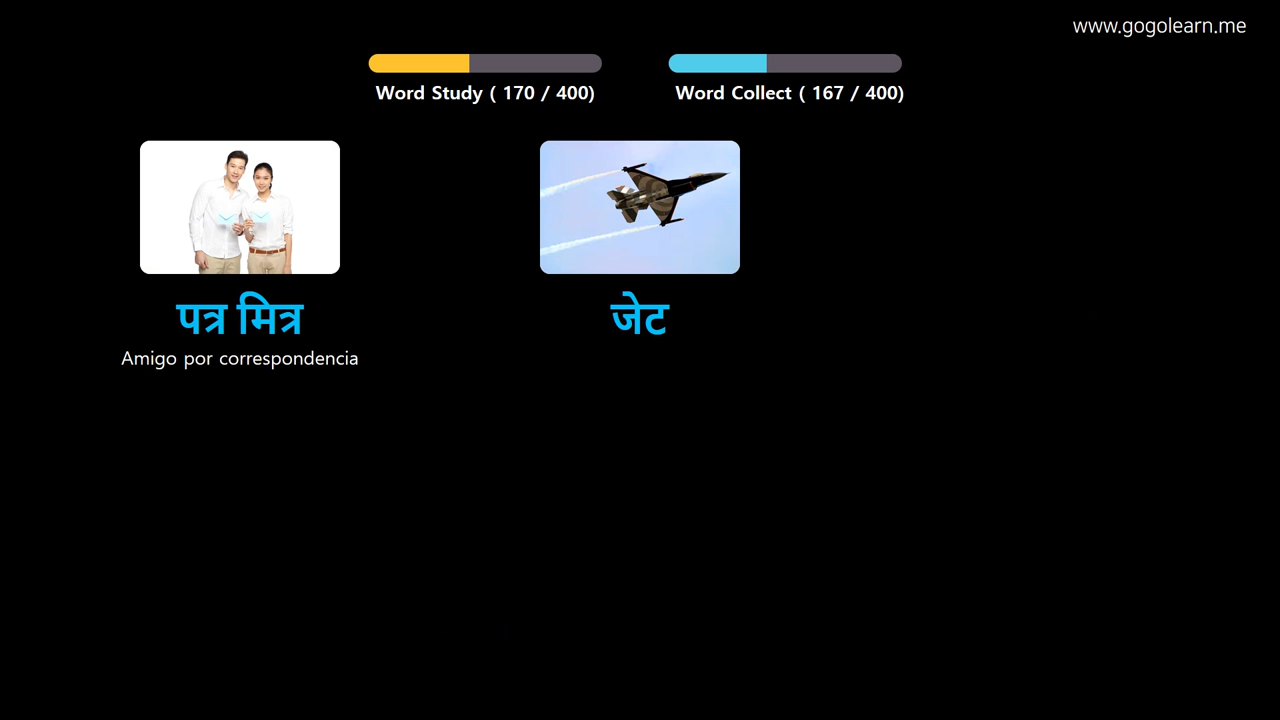 www.gogolearn.me
Word Study ( 170 / 400)
Word Collect ( 167 / 400)
पत्र मित्र
जेट
Amigo por correspondencia